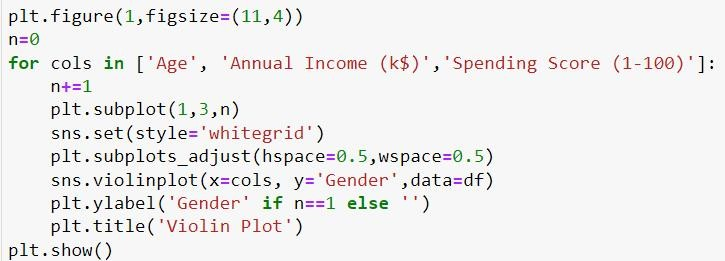 plt.figure(1,figsize=(11,4))
n=0
for cols in ['Age', 'Annual Income (k$)','Spending Score (1-100)']:
    n+=1
    plt.subplot(1,3,n)
    sns.set(style='whitegrid')
    plt.subplots_adjust(hspace=0.5,wspace=0.5)
    sns.violinplot(x=cols, y='Gender',data=df)
    plt.ylabel('Gender' if n==1 else '')
    plt.title('Violin Plot')
plt.show()